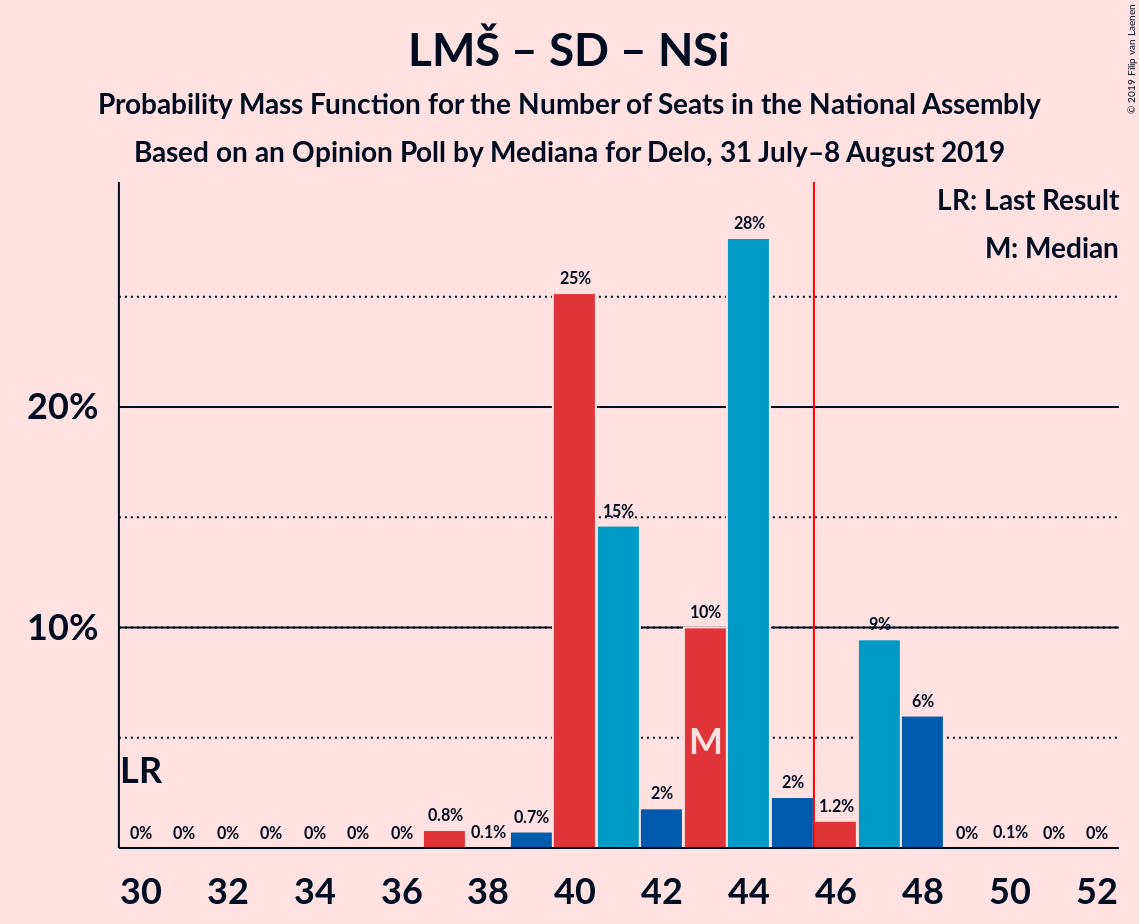 LMŠ – SD – NSi
Probability Mass Function for the Number of Seats in the National Assembly
Based on an Opinion Poll by Mediana for Delo, 31 July–8 August 2019
© 2019 Filip van Laenen
LR: Last Result
M: Median
28%
25%
20%
15%
10%
10%
9%
6%
M
LR
0% 0% 0% 0% 0% 0% 0% 0.8% 0.1% 0.7% 2% 2% 1.2% 0% 0.1% 0% 0%
30 32 34 36 38 40 42 44 46 48 50 52